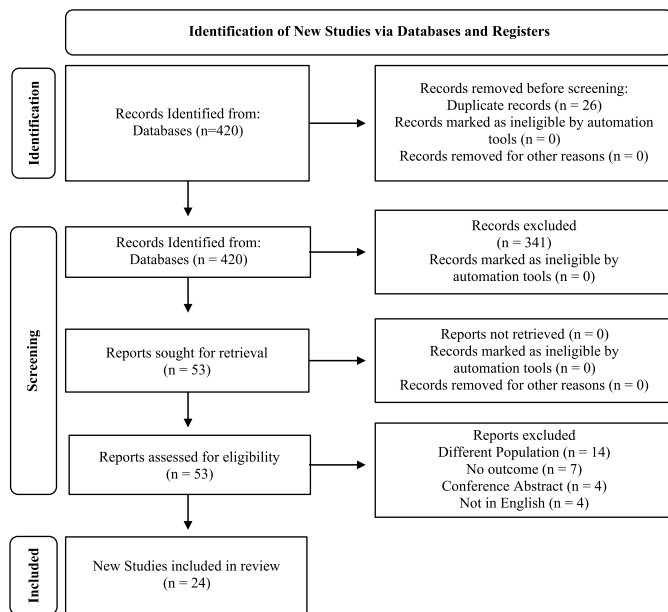 Identification of New Studies via Databases and Registers
Identification
Records Identified from:
Databases (n=420)
Records removed before screening:
Duplicate records (n = 26)
Records marked as ineligible by automation
tools (n = 0)
Records removed for other reasons (n = 0)
Screening
Records Identified from:
Databases (n = 420)
Records excluded
(n = 341)
Records marked as ineligible by
automation tools (n = 0)
Reports sought for retrieval
(n = 53)
Reports not retrieved (n = 0)
Records marked as ineligible by
automation tools (n = 0)
Records removed for other reasons (n = 0)
Reports assessed for eligibility
(n = 53)
Reports excluded
Different Population (n = 14)
No outcome (n = 7)
Conference Abstract (n = 4)
Not in English (n = 4)
Included
New Studies included in review
(n = 24)